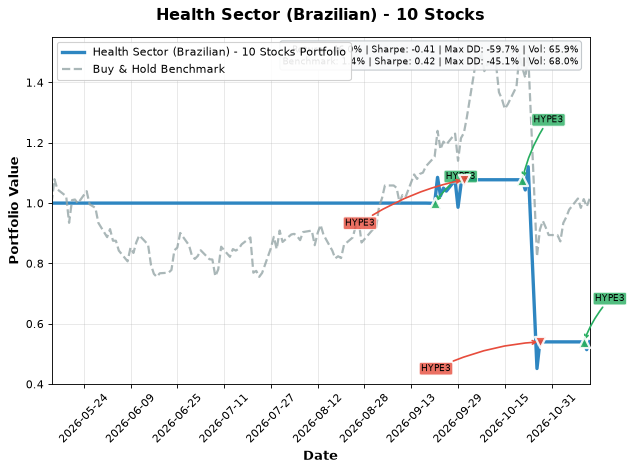 Health Sector (Brazilian) - 10 Stocks
Health Sector (Brazilian) - 10 Stocks Portfolio
Buy & Hold Benchmark
| Sharpe: -0.41 | Max DD: -59.7% | Vol: 65.9%
| Sharpe: 0.42 | Max DD: -45.1% | Vol: 68.0%
HYPE3
HYPE3
HYPE3
HYPE3
HYPE3
Portfolio Value
1.4
1.2
1.0
0.8
0.6
0.4
2026-05-24
2026-06-09
2026-06-25
2026-07-11
2026-07-27
2026-08-12
2026-08-28
2026-09-13
2026-09-29
2026-10-15
2026-10-31
Date